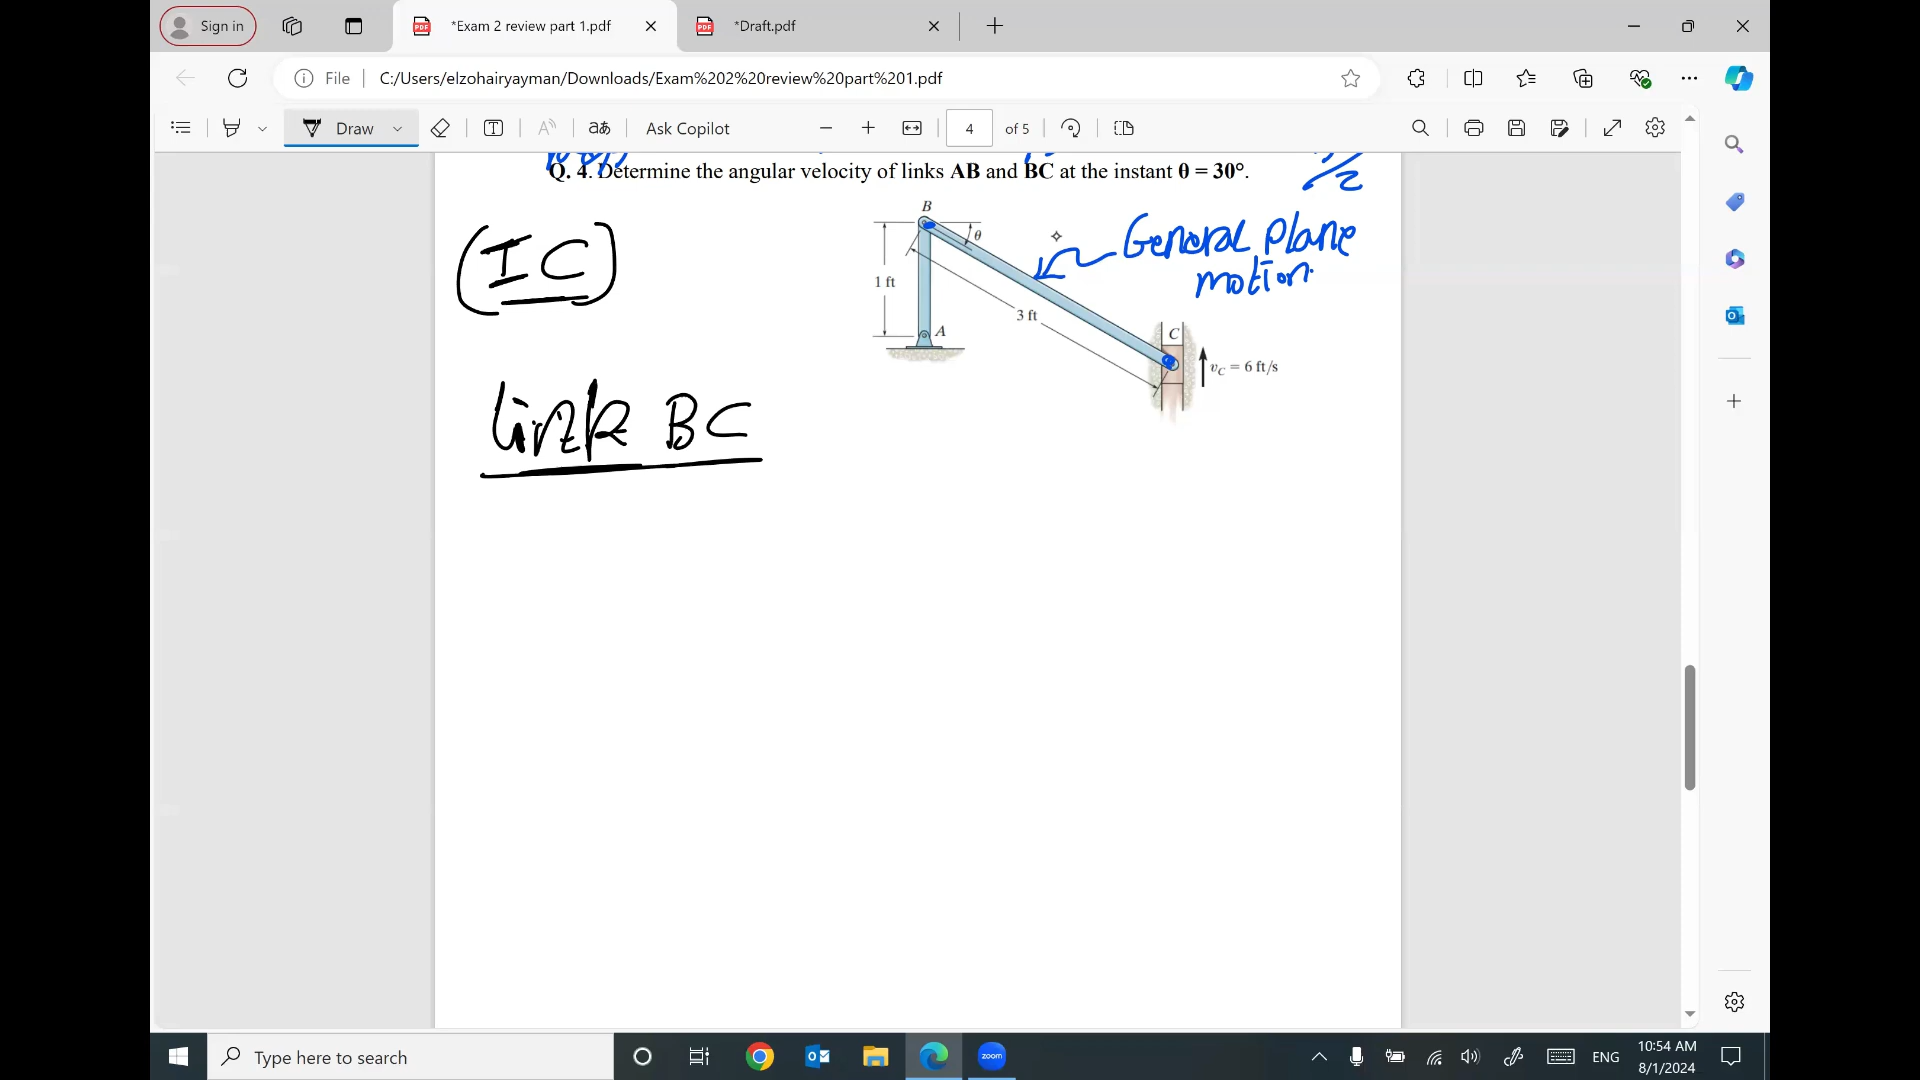 Sign in
*Exam 2 review part 1.pdf
*Draft.pdf
File
C:/Users/elzohairyayman/Downloads/Exam%202%20review%20part%201.pdf
Draw
Ask Copilot
4
of 5
Q. 4. Determine the angular velocity of links AB and BC at the instant θ = 30°.
(IC)
B
θ
General plane
motion
1 ft
3 ft
A
C
v_C = 6 ft/s
link BC
Type here to search
zoom
ENG
10:54 AM
8/1/2024